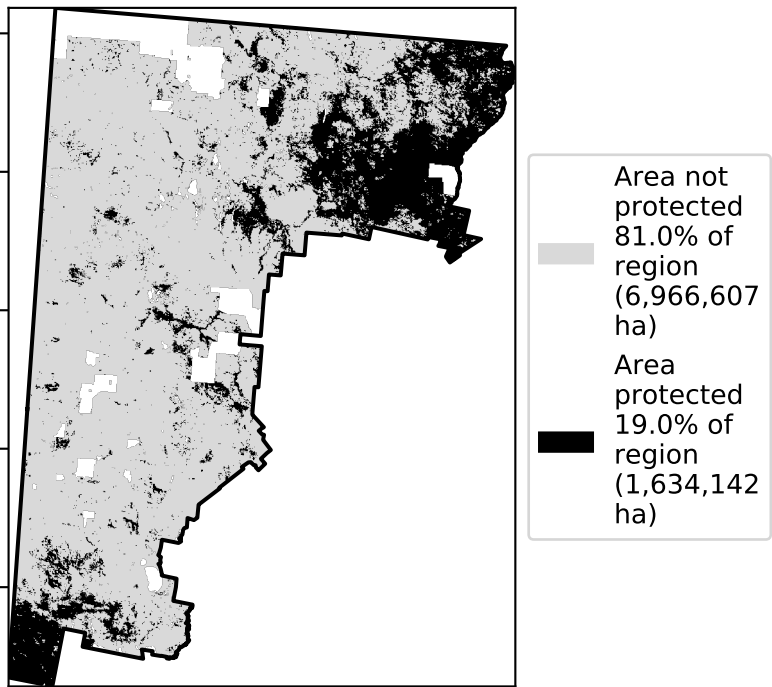 Area not
protected
81.0% of
region
(6,966,607
ha)
Area
protected
19.0% of
region
(1,634,142
ha)